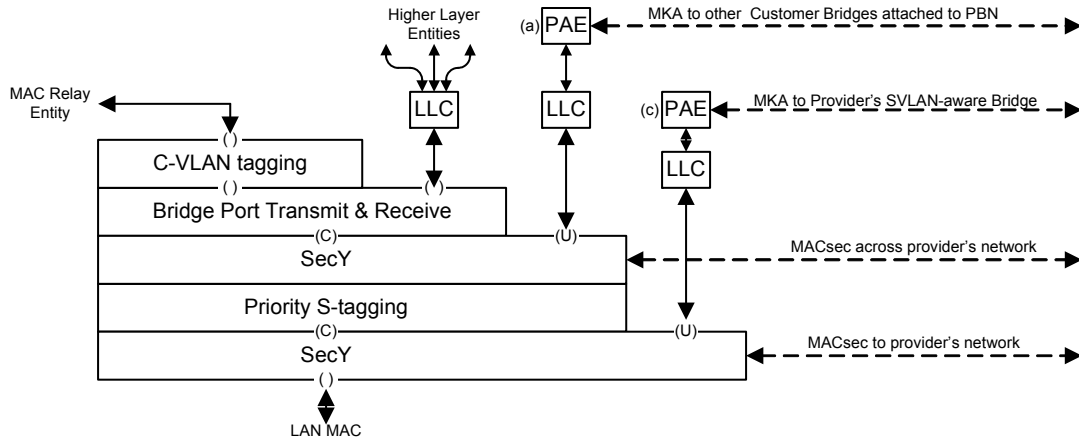 Higher Layer
Entities
(a) PAE
MKA to other Customer Bridges attached to PBN
MAC Relay
Entity
LLC
LLC
(c) PAE
MKA to Provider's SVLAN-aware Bridge
( )
C-VLAN tagging
LLC
( )
( )
Bridge Port Transmit & Receive
(C)
(U)
SecY
MACsec across provider's network
Priority S-tagging
(C)
(U)
SecY
MACsec to provider's network
( )
LAN MAC